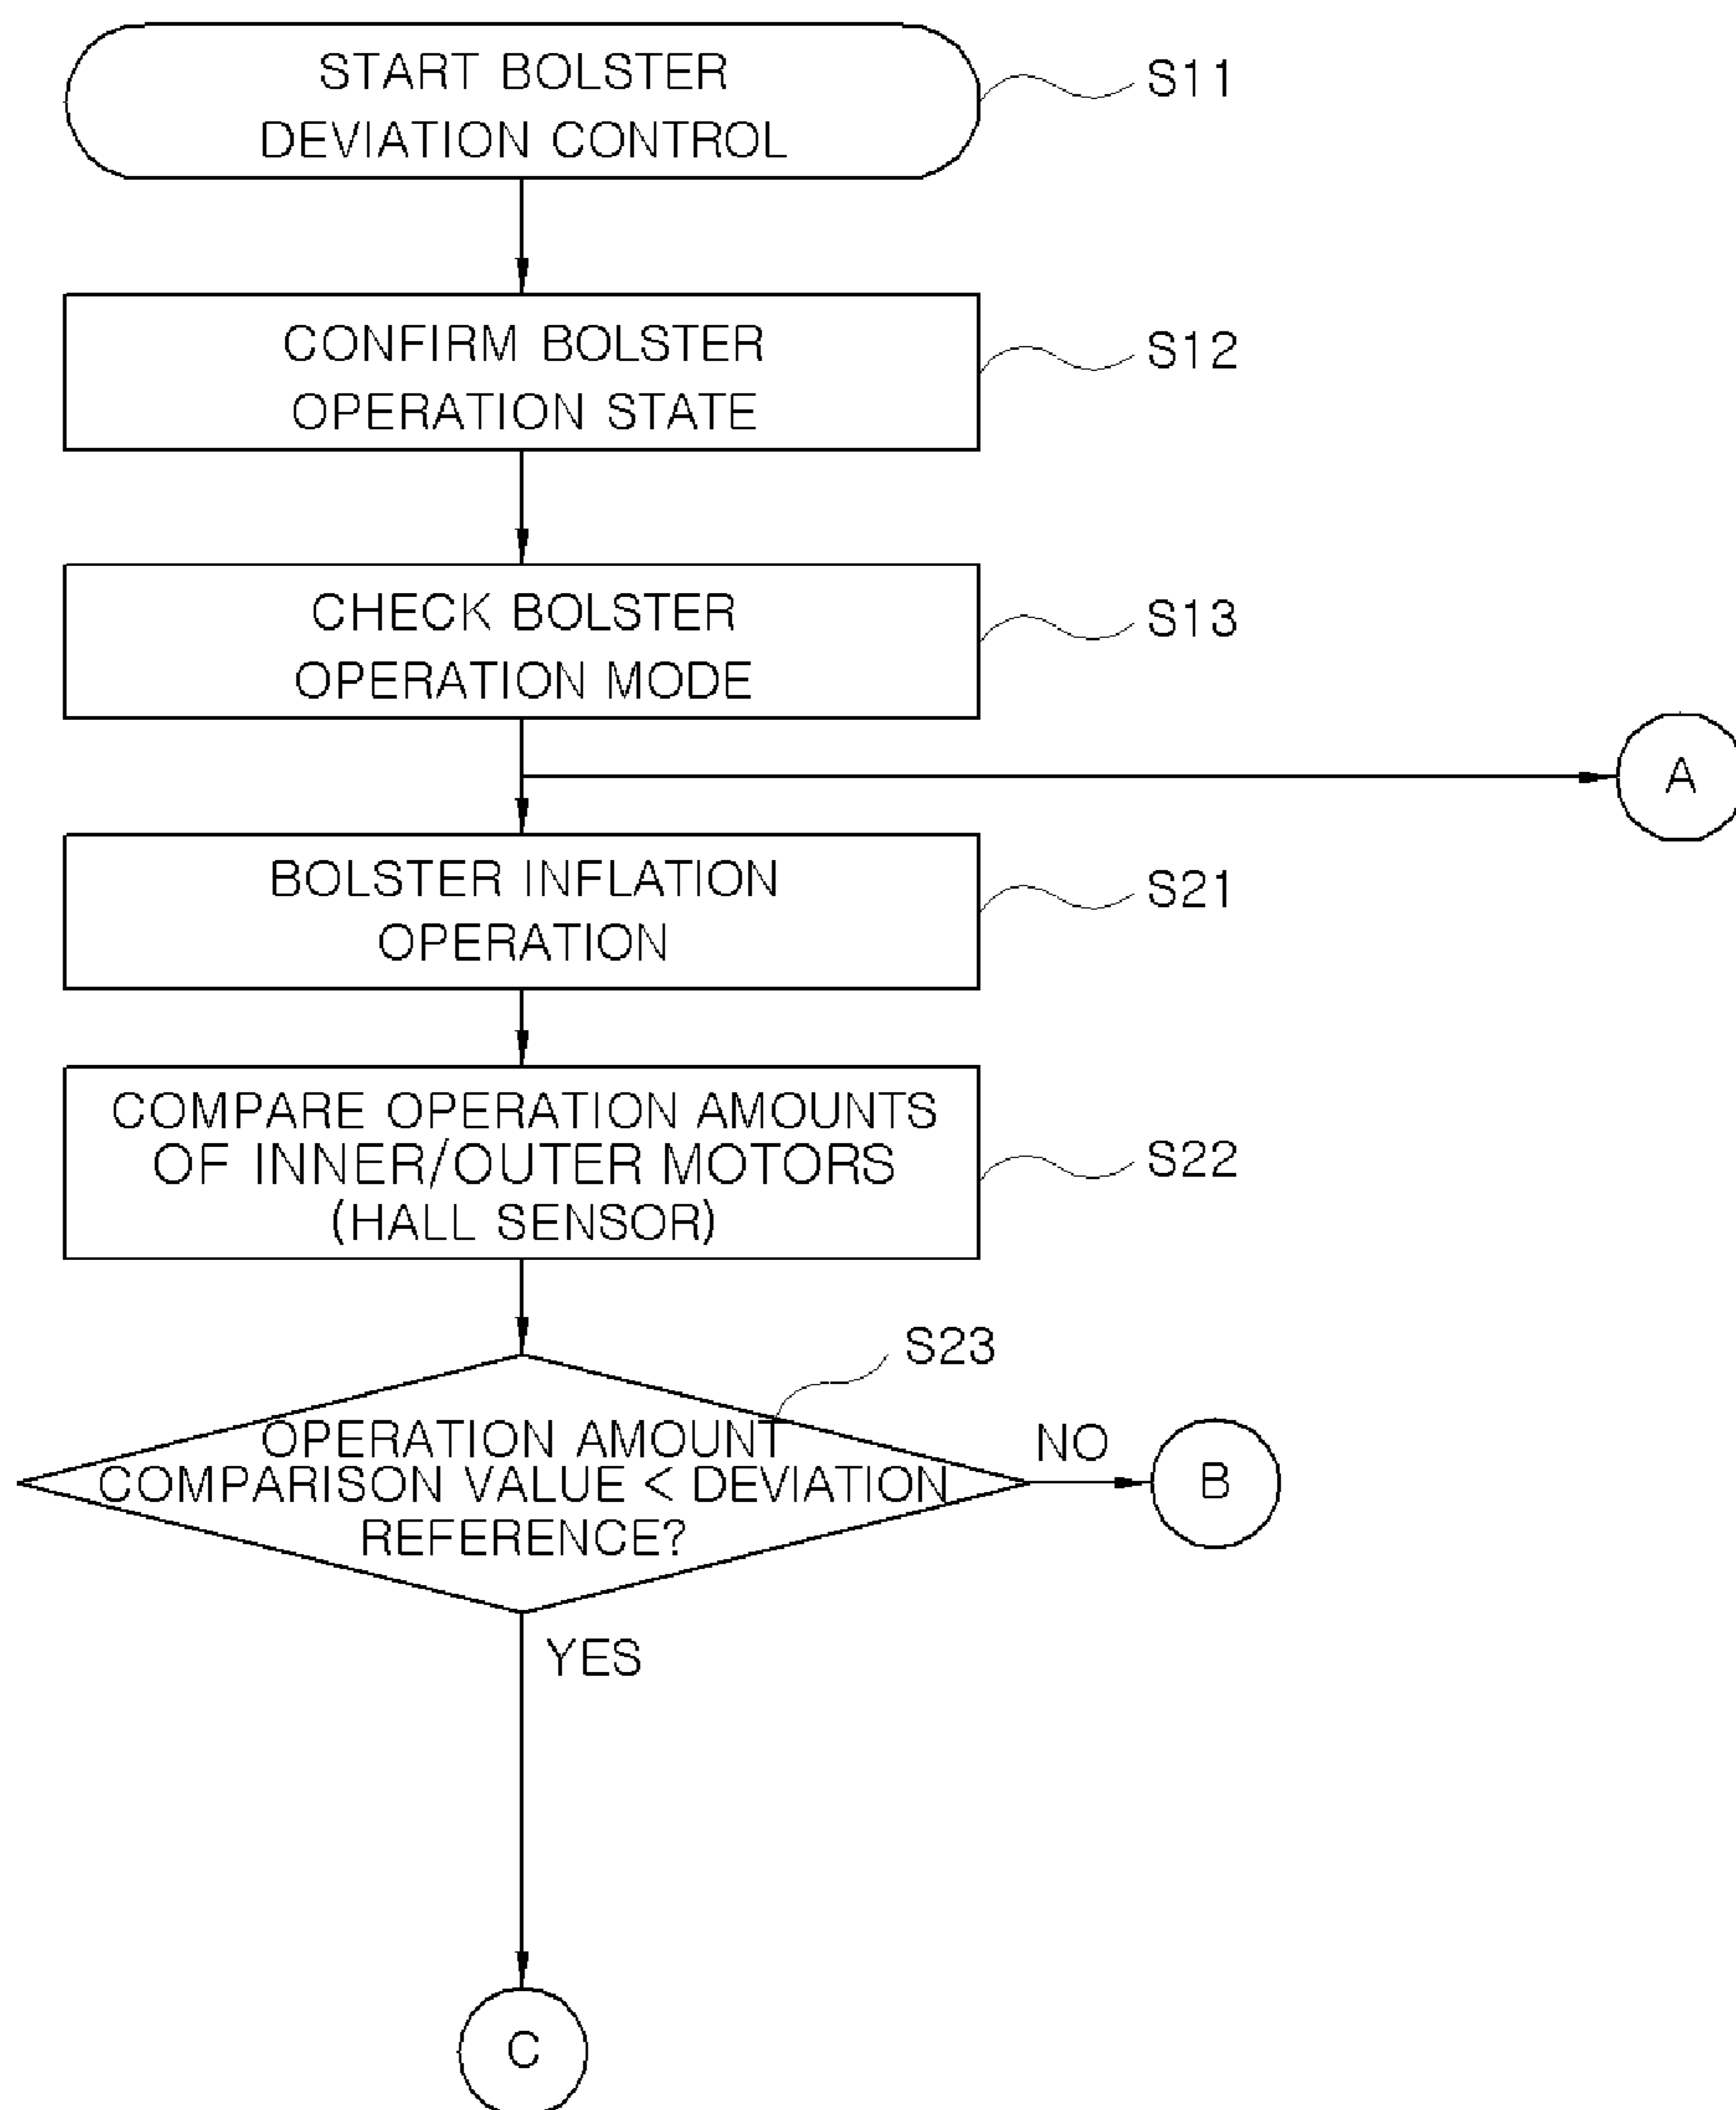 START BOLSTER
DEVIATION CONTROL
S11
CONFIRM BOLSTER
OPERATION STATE
S12
CHECK BOLSTER
OPERATION MODE
S13
A
BOLSTER INFLATION
OPERATION
S21
COMPARE OPERATION AMOUNTS
OF INNER/OUTER MOTORS
(HALL SENSOR)
S22
S23
OPERATION AMOUNT
COMPARISON VALUE < DEVIATION
REFERENCE?
NO
B
YES
C